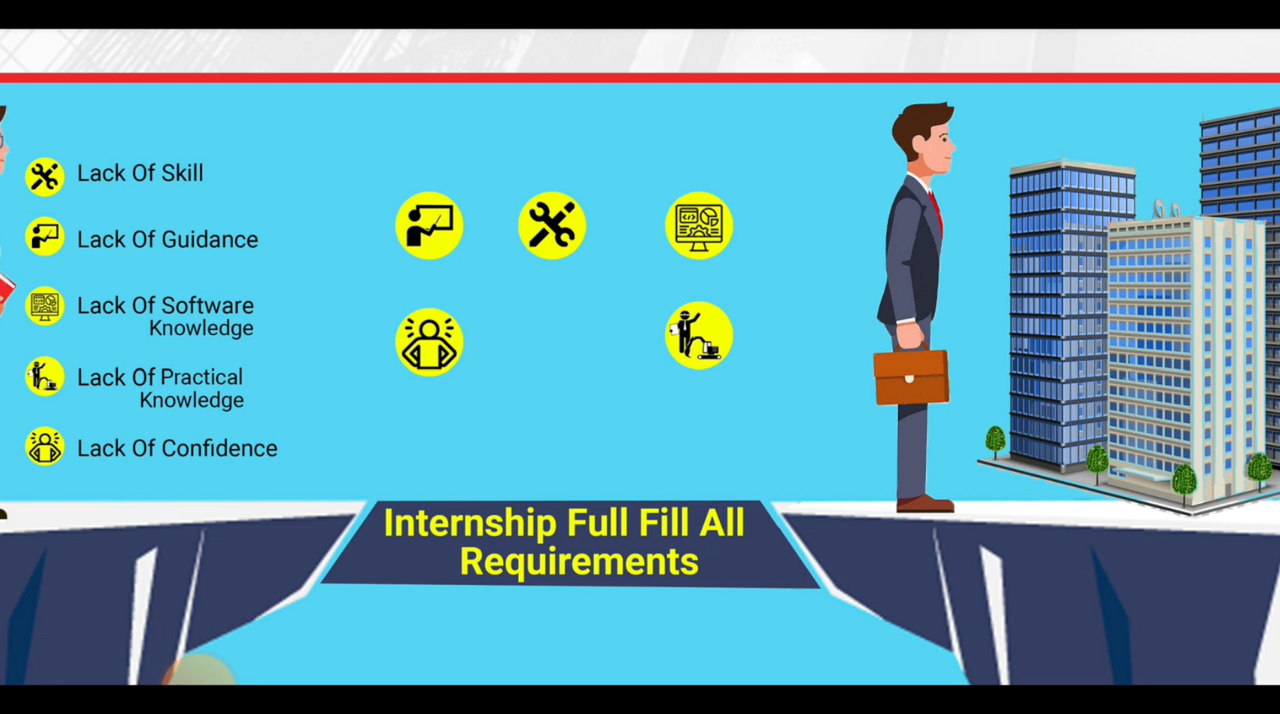 Lack Of Skill
Lack Of Guidance
Lack Of Software
Knowledge
Lack Of Practical
Knowledge
Lack Of Confidence
Internship Full Fill All
Requirements